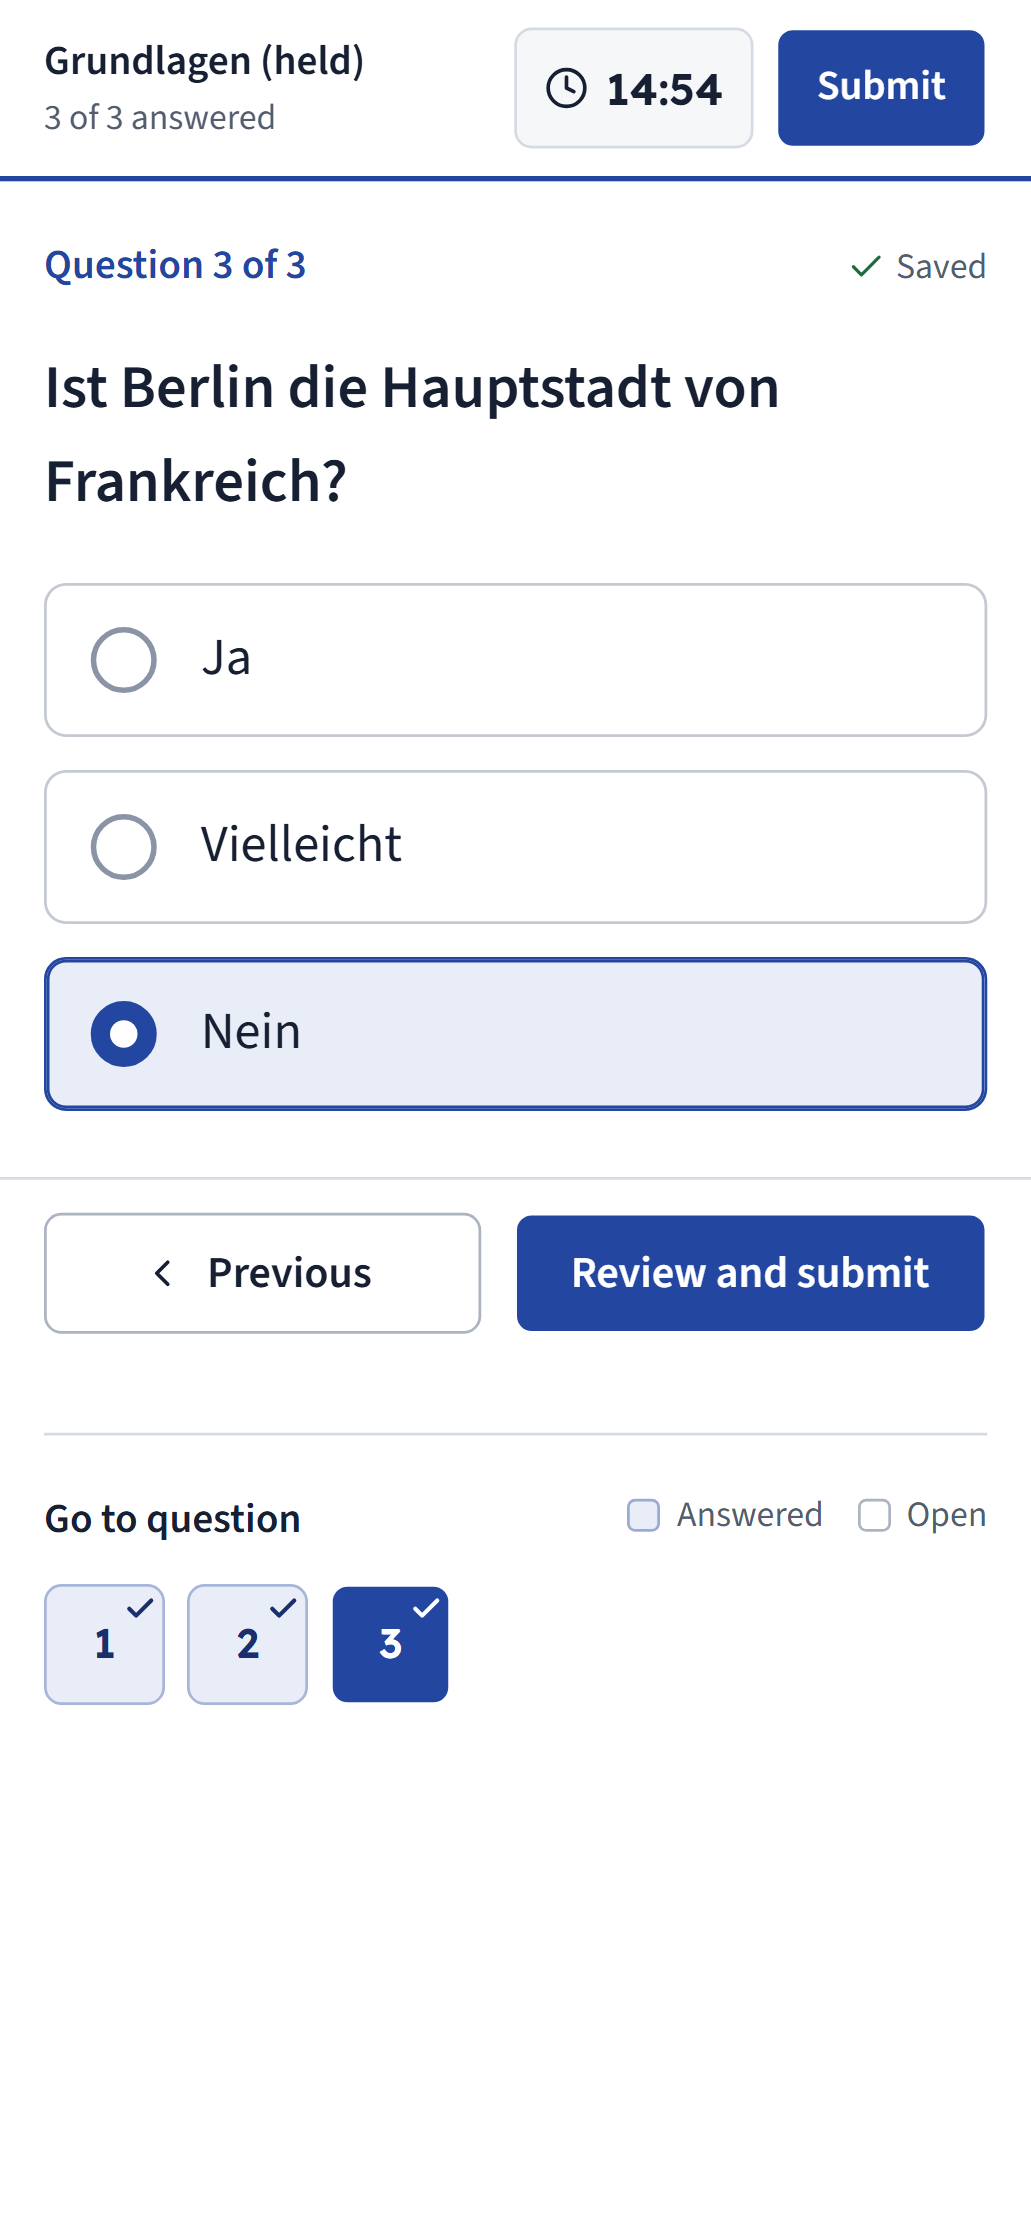 Grundlagen (held)
3 of 3 answered
14:54
Submit
Question 3 of 3
Saved
Ist Berlin die Hauptstadt von
Frankreich?
Ja
Vielleicht
Nein
Previous
Review and submit
Go to question
Answered
Open
1
2
3